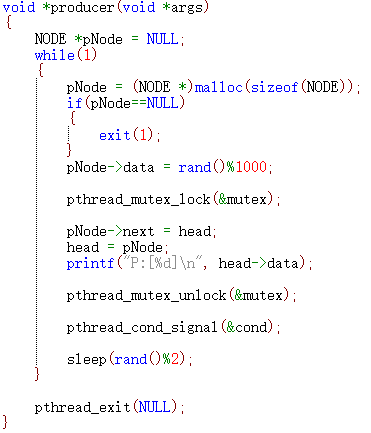 void *producer(void *args)
{
    NODE *pNode = NULL;
    while(1)
    {
        pNode = (NODE *)malloc(sizeof(NODE));
        if(pNode==NULL)
        {
            exit(1);
        }
        pNode->data = rand()%1000;
        pthread_mutex_lock(&mutex);
        pNode->next = head;
        head = pNode;
        printf("P:[%d]\n", head->data);
        pthread_mutex_unlock(&mutex);
        pthread_cond_signal(&cond);
        sleep(rand()%2);
    }
    pthread_exit(NULL);
}